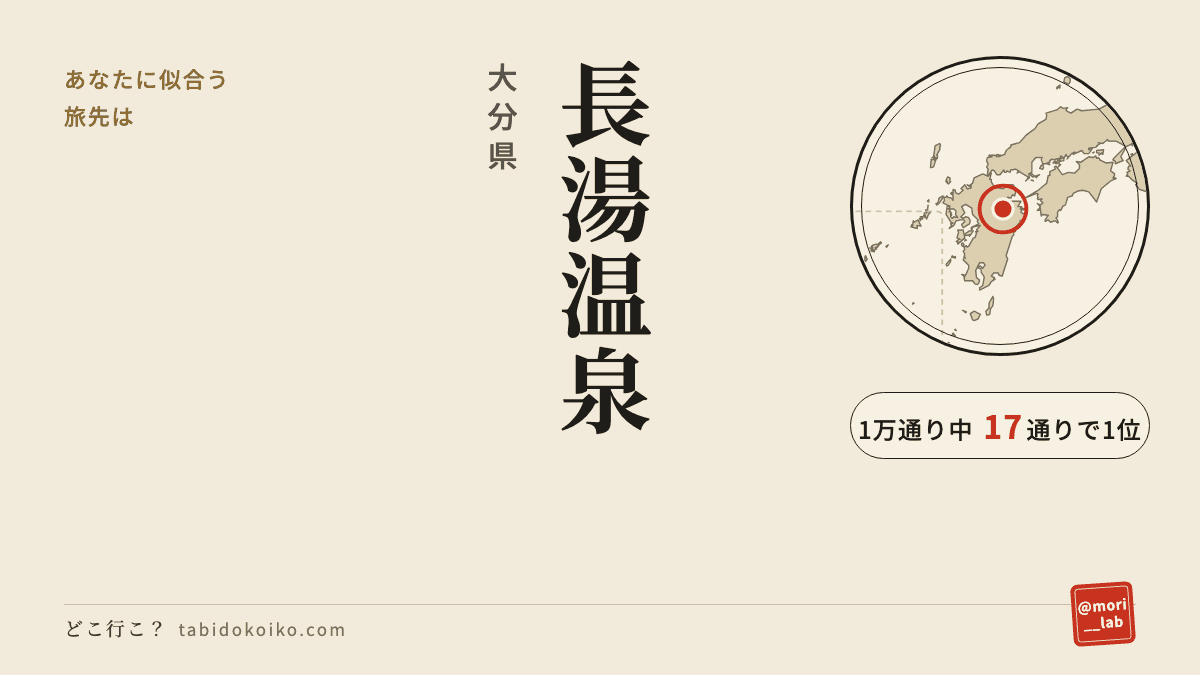 あなたに似合う
旅先は
長湯温泉
大分県
1万通り中 17通りで1位
どこ行こ？ tabidokoiko.com
@mori
__lab